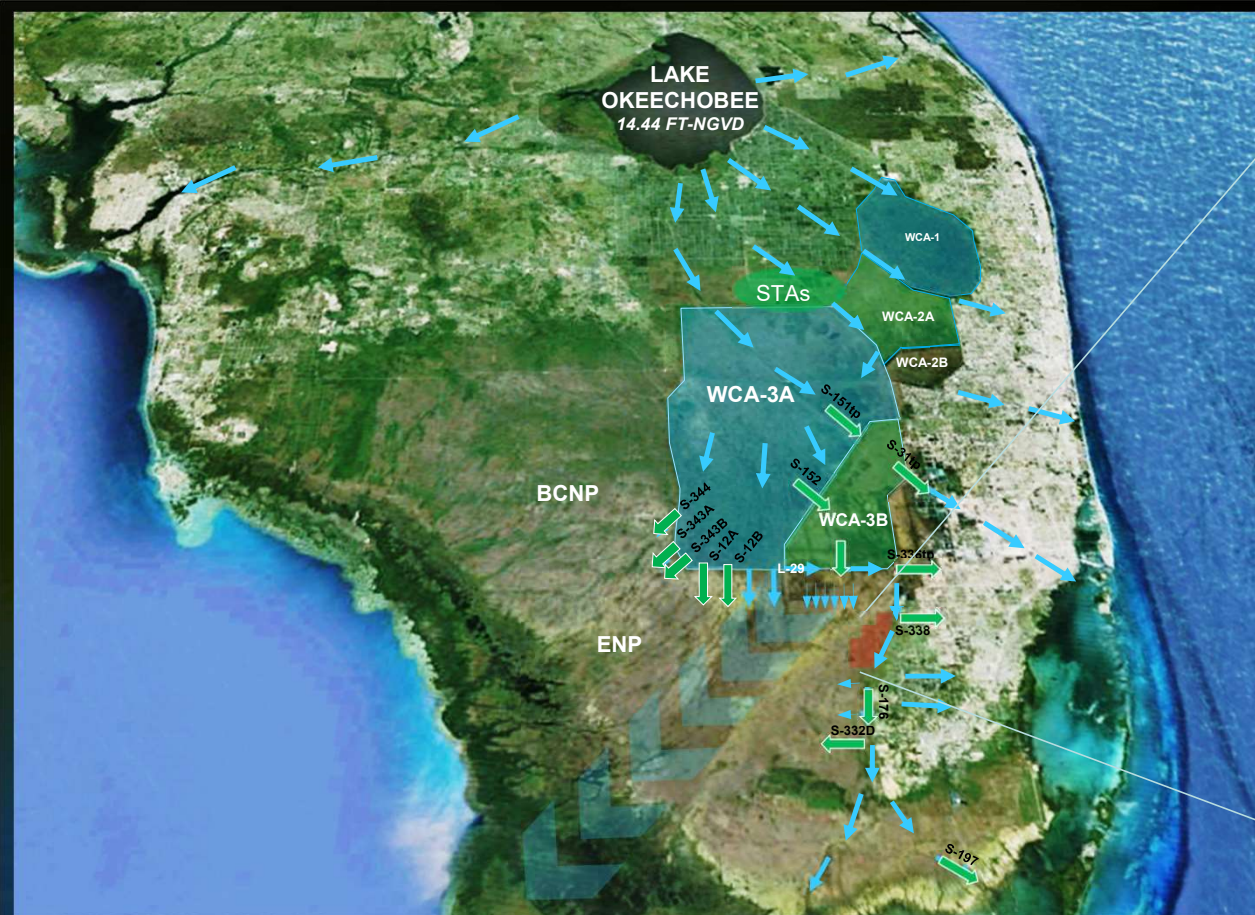 LAKE
OKEECHOBEE
14.44 FT-NGVD
WCA-1
STAs
WCA-2A
WCA-2B
WCA-3A
S-151tp
S-31tp
S-152
BCNP
S-344
S-343A
S-343B
S-12A
S-12B
WCA-3B
L-29
S-338
ENP
S-176
S-332D
S-197